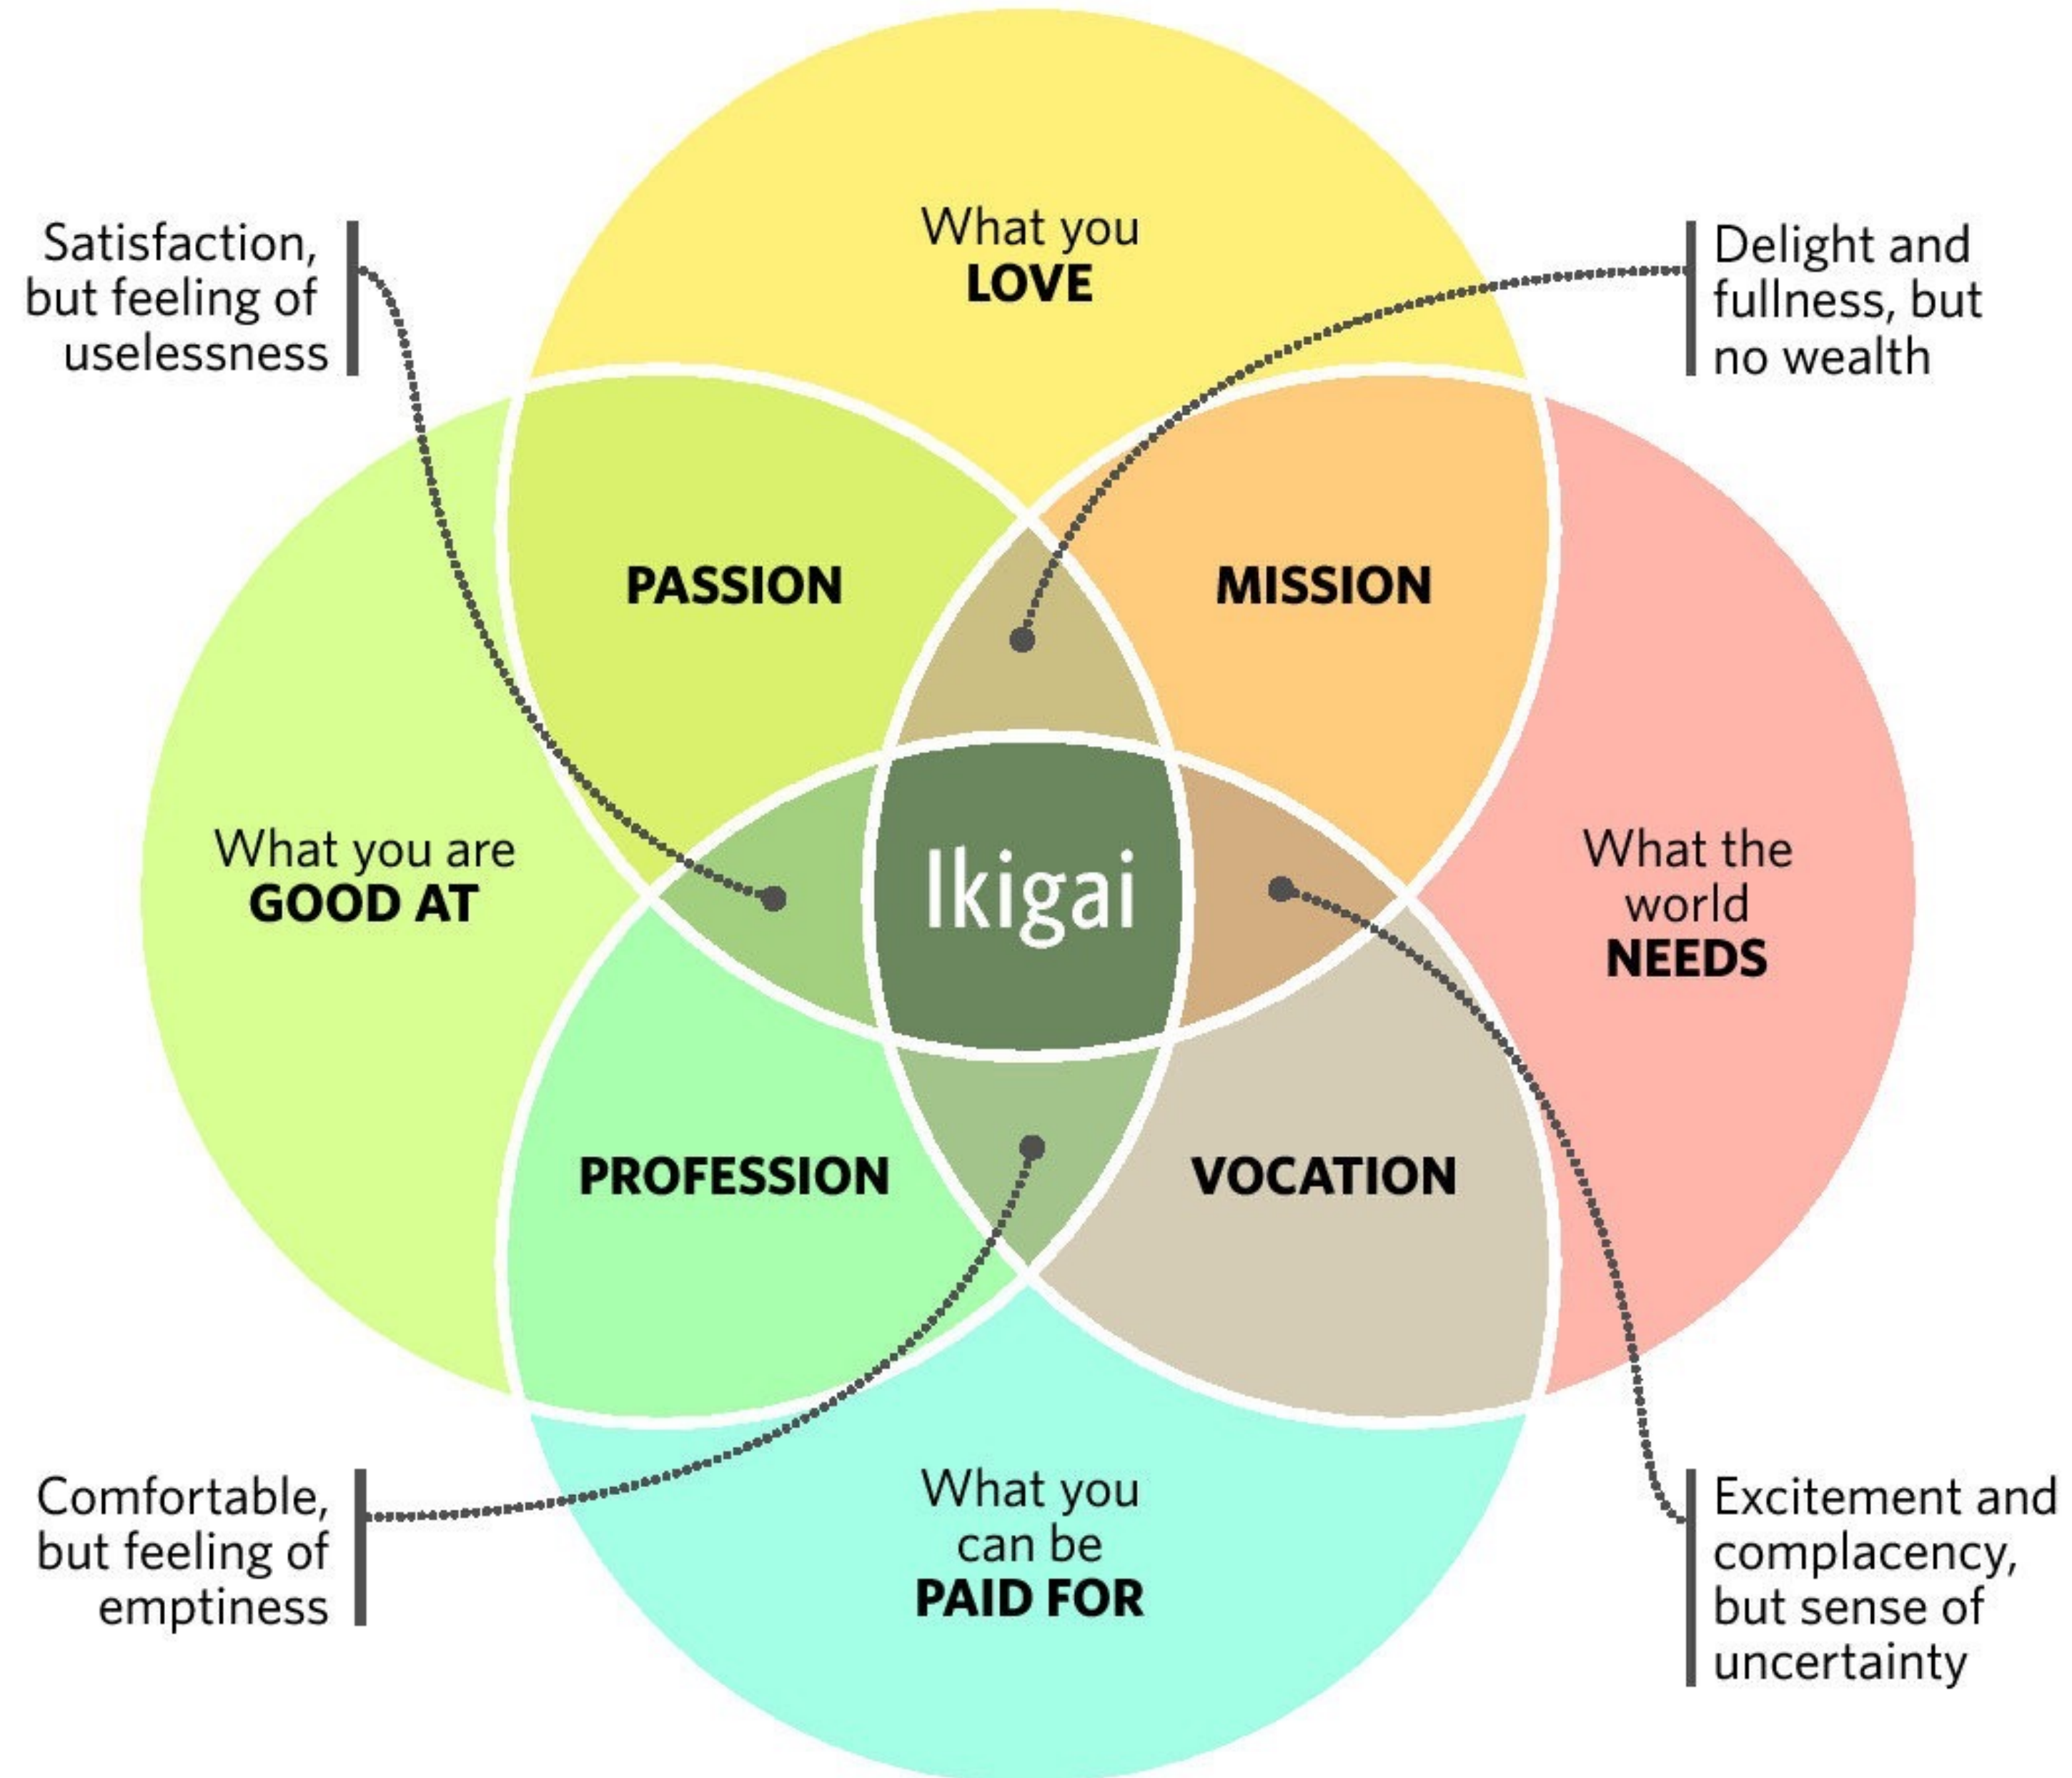 What you
LOVE
Satisfaction,
but feeling of
uselessness
Delight and
fullness, but
no wealth
PASSION
MISSION
What you are
GOOD AT
Ikigai
What the
world
NEEDS
PROFESSION
VOCATION
What you
can be
PAID FOR
Comfortable,
but feeling of
emptiness
Excitement and
complacency,
but sense of
uncertainty